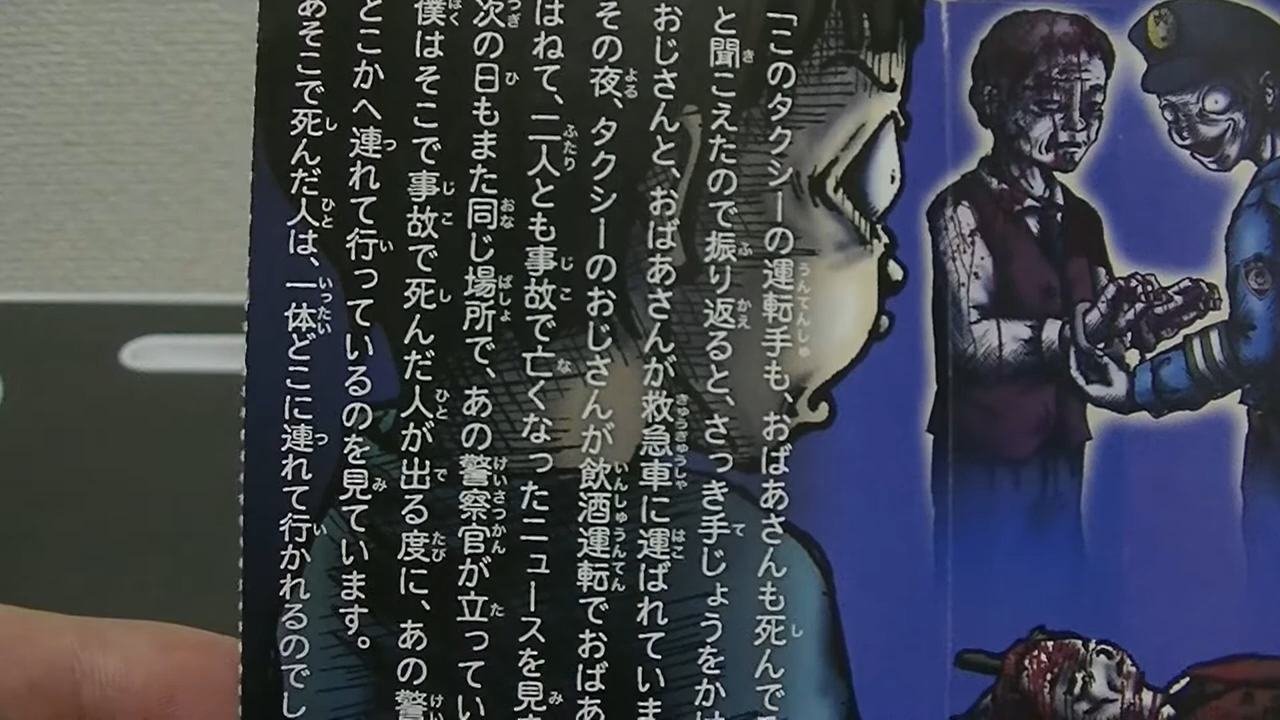 「このタクシーの運転手も、おばあさんも死んで
と聞こえたので振り返ると、さっき手じょうをか
おじさんと、おばあさんが救急車に運ばれていま
その夜、タクシーのおじさんが飲酒運転でおばあ
はねて、二人とも事故で亡くなったニュースを見
次の日もまた同じ場所で、あの警察官が立ってい
僕はそこで事故で死んだ人が出る度に、あの警
どこかへ連れて行っているのを見ています。
あそこで死んだ人は、一体どこに連れて行かれるのでし